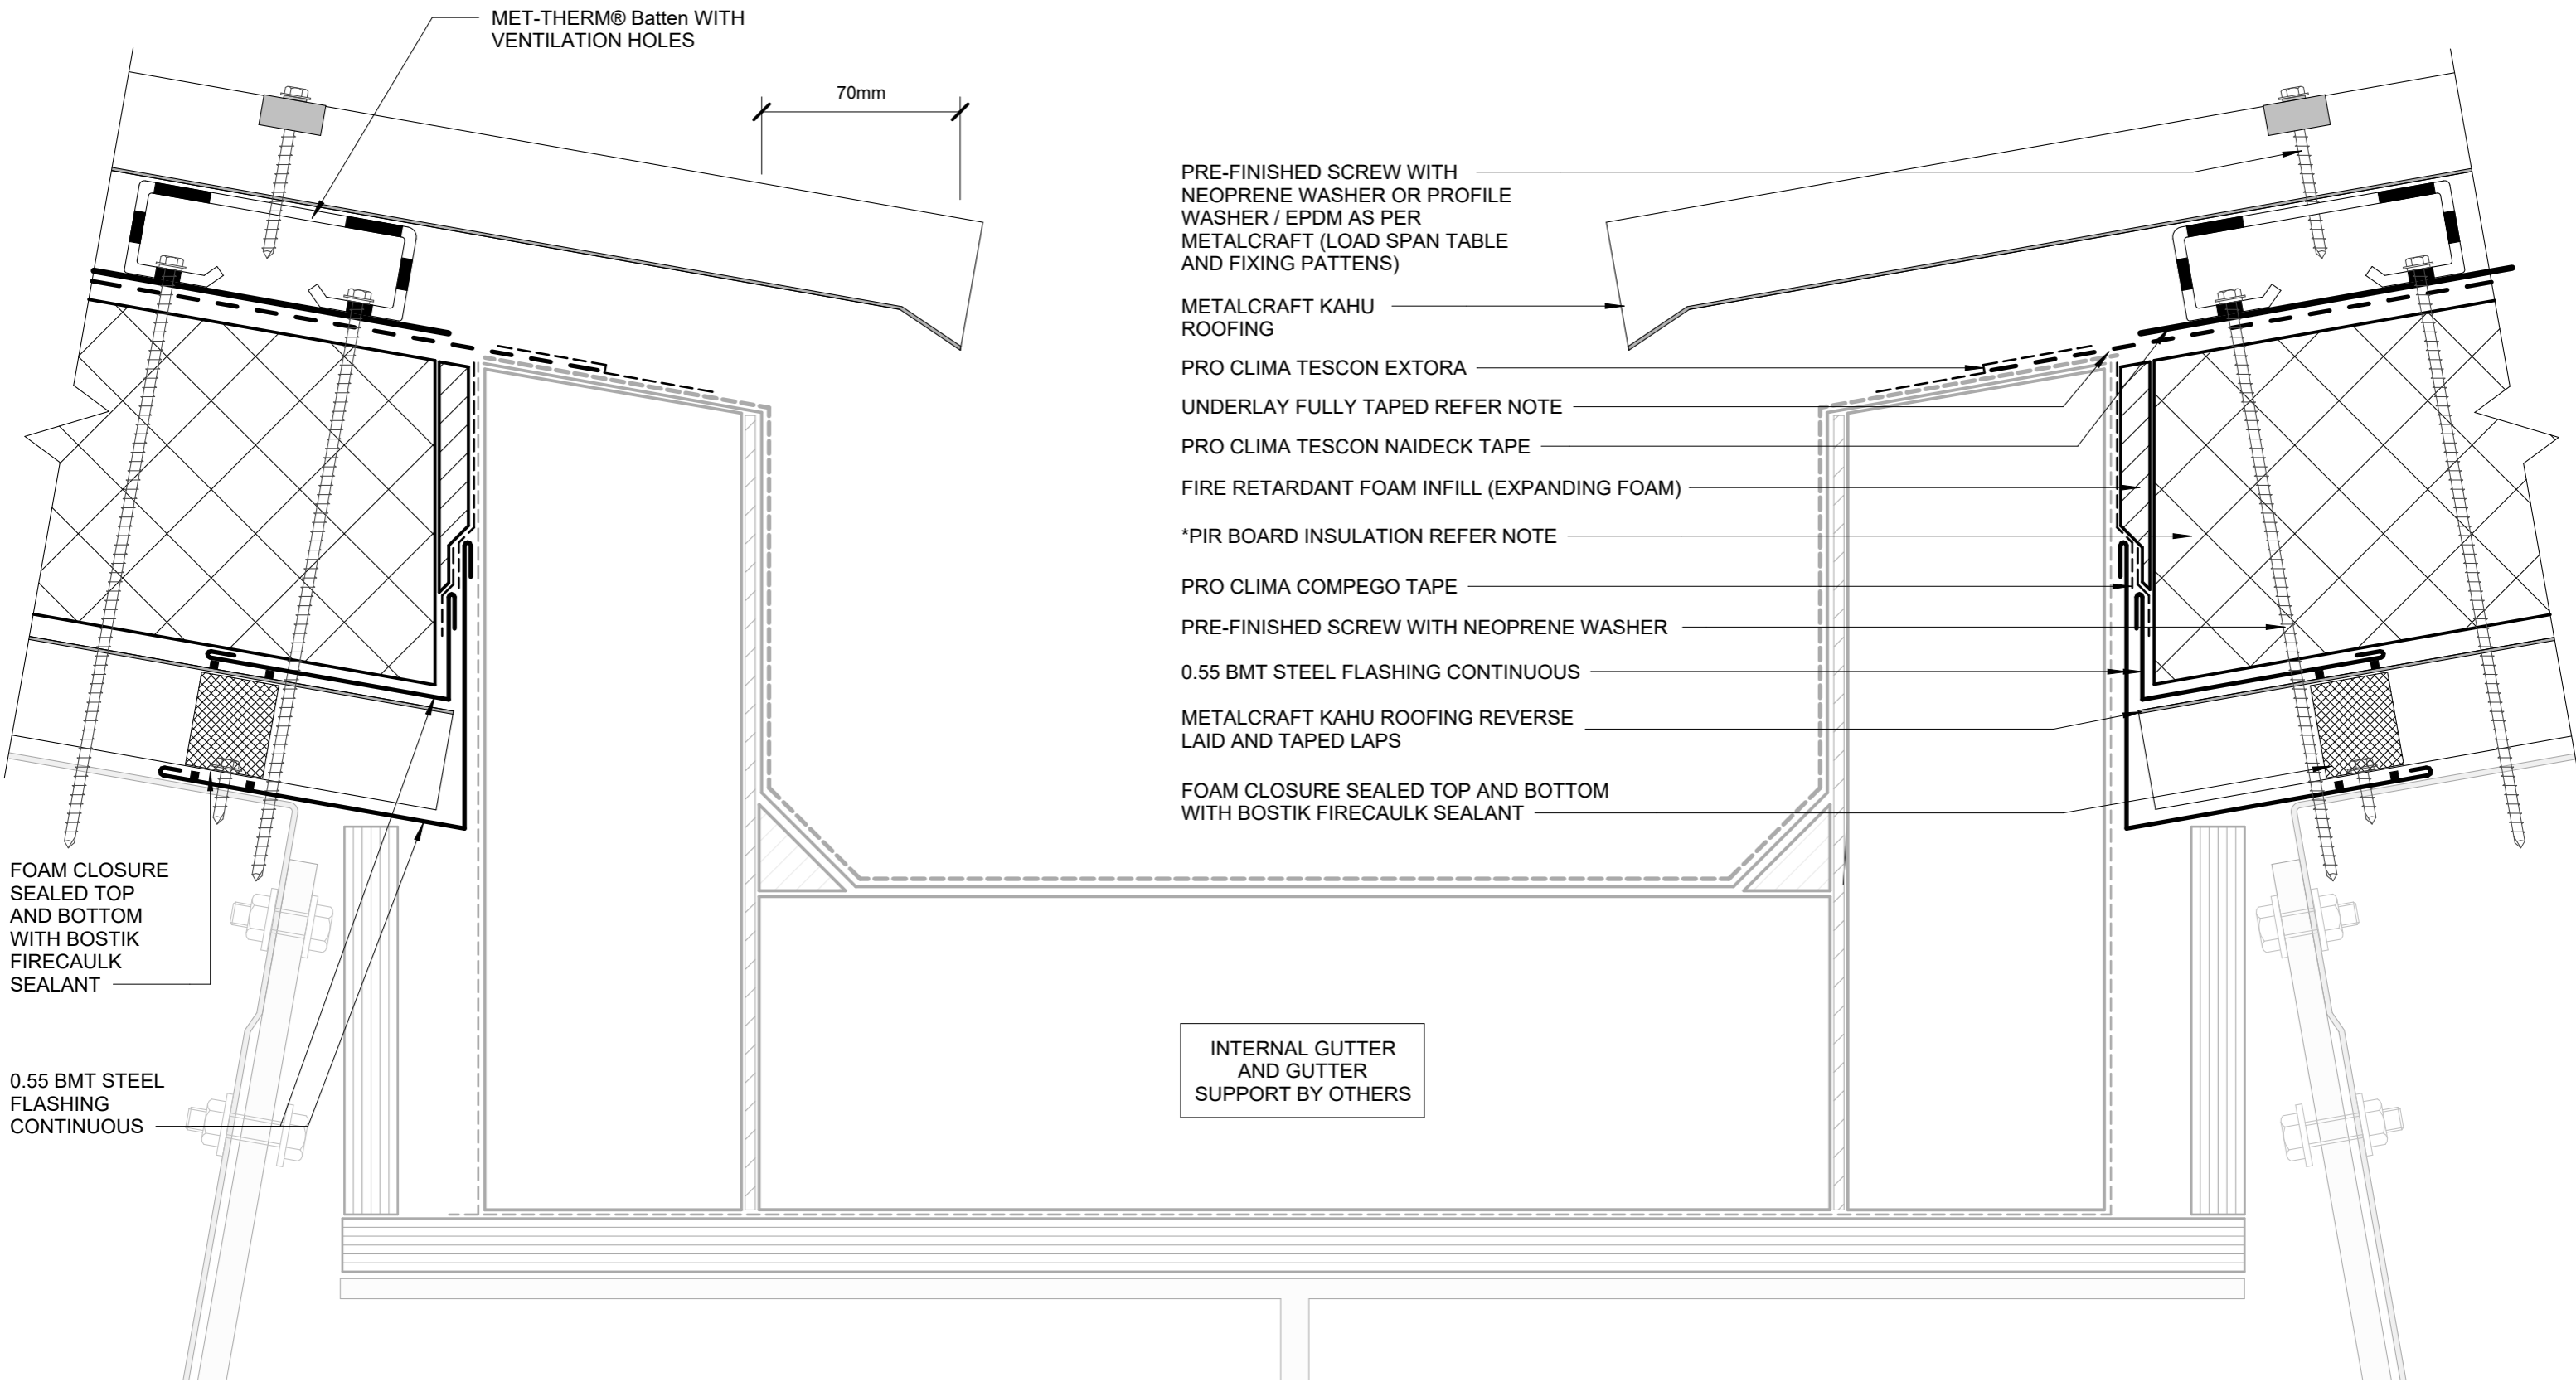 MET-THERM® Batten WITH
VENTILATION HOLES
70mm
PRE-FINISHED SCREW WITH
NEOPRENE WASHER OR PROFILE
WASHER / EPDM AS PER
METALCRAFT (LOAD SPAN TABLE
AND FIXING PATTENS)
METALCRAFT KAHU
ROOFING
PRO CLIMA TESCON EXTORA
UNDERLAY FULLY TAPED REFER NOTE
PRO CLIMA TESCON NAIDECK TAPE
FIRE RETARDANT FOAM INFILL (EXPANDING FOAM)
*PIR BOARD INSULATION REFER NOTE
PRO CLIMA COMPEGO TAPE
PRE-FINISHED SCREW WITH NEOPRENE WASHER
0.55 BMT STEEL FLASHING CONTINUOUS
METALCRAFT KAHU ROOFING REVERSE
LAID AND TAPED LAPS
FOAM CLOSURE SEALED TOP AND BOTTOM
WITH BOSTIK FIRECAULK SEALANT
FOAM CLOSURE
SEALED TOP
AND BOTTOM
WITH BOSTIK
FIRECAULK
SEALANT
0.55 BMT STEEL
FLASHING
CONTINUOUS
INTERNAL GUTTER
AND GUTTER
SUPPORT BY OTHERS